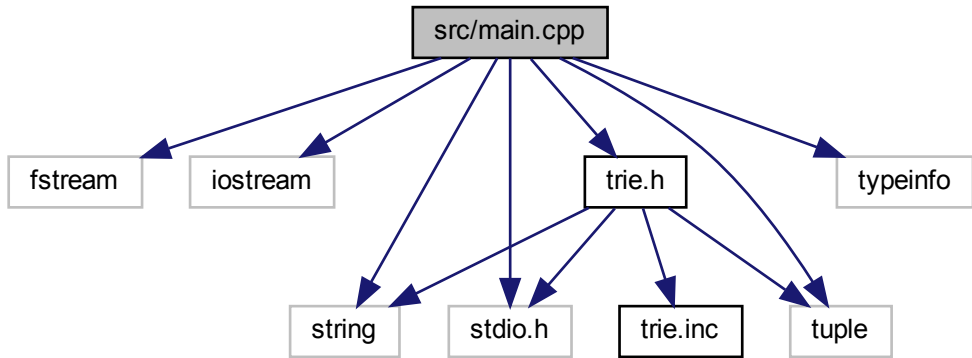 src/main.cpp
fstream
iostream
trie.h
typeinfo
string
stdio.h
trie.inc
tuple